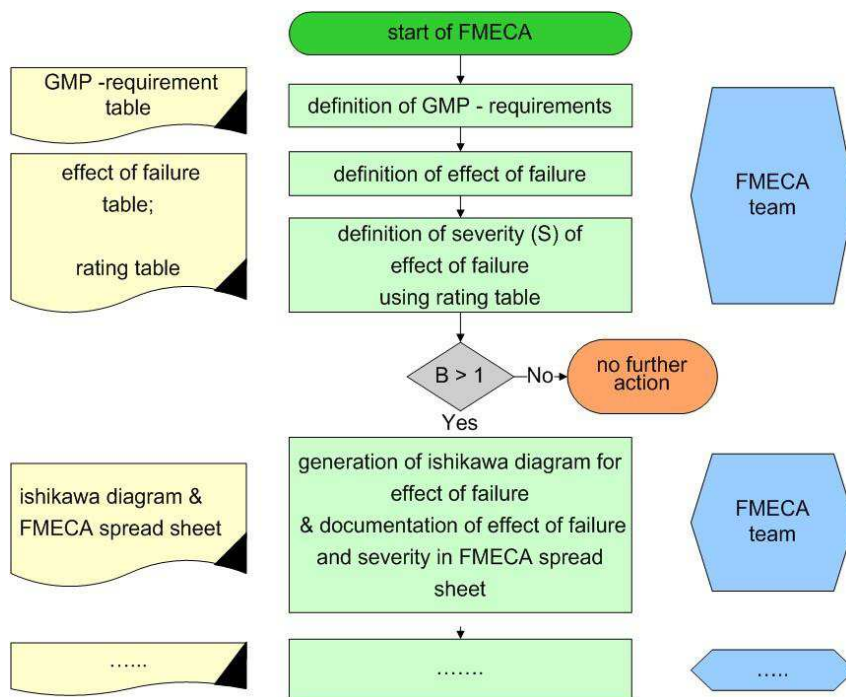 start of FMECA
GMP -requirement
table
definition of GMP - requirements
effect of failure
table;
rating table
definition of effect of failure
FMECA
team
definition of severity (S) of
effect of failure
using rating table
B > 1
No
no further
action
Yes
ishikawa diagram &
FMECA spread sheet
generation of ishikawa diagram for
effect of failure
& documentation of effect of failure
and severity in FMECA spread
sheet
FMECA
team
......
.......
.....